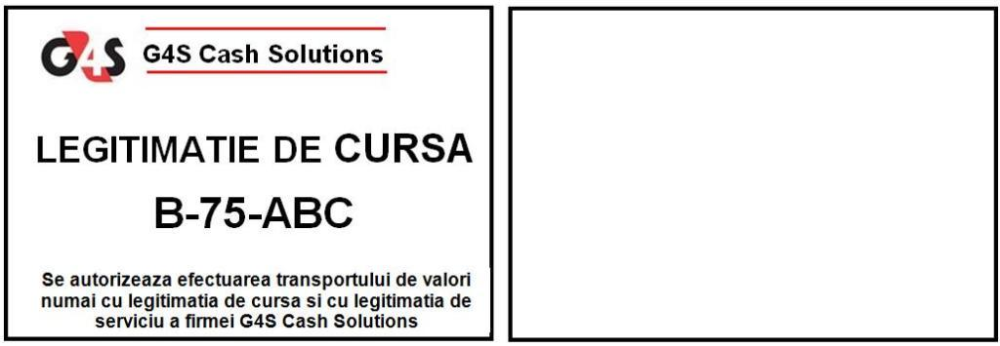 G4S G4S Cash Solutions
LEGITIMATIE DE CURSA
B-75-ABC
Se autorizeaza efectuarea transportului de valori
numai cu legitimatia de cursa si cu legitimatia de
serviciu a firmei G4S Cash Solutions